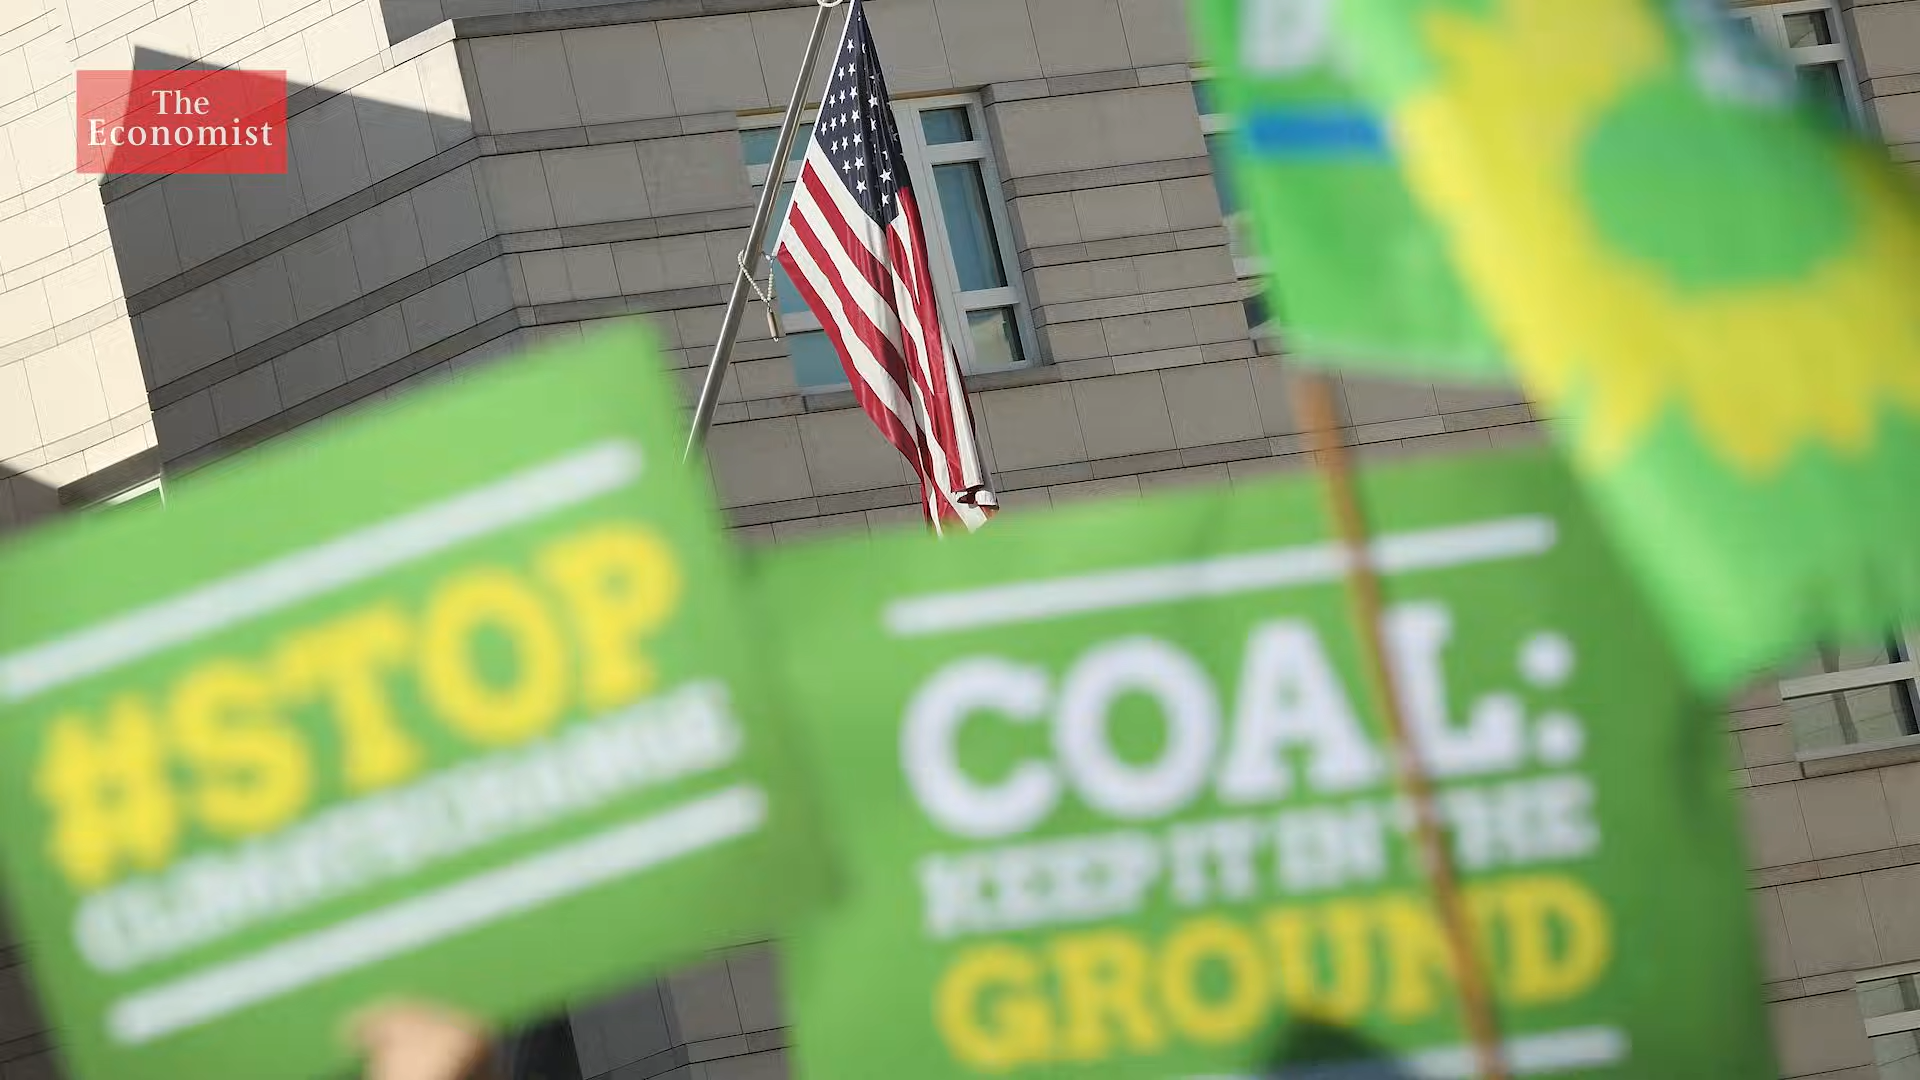 The
Economist
#STOP
COAL:
KEEP IT IN THE
GROUND